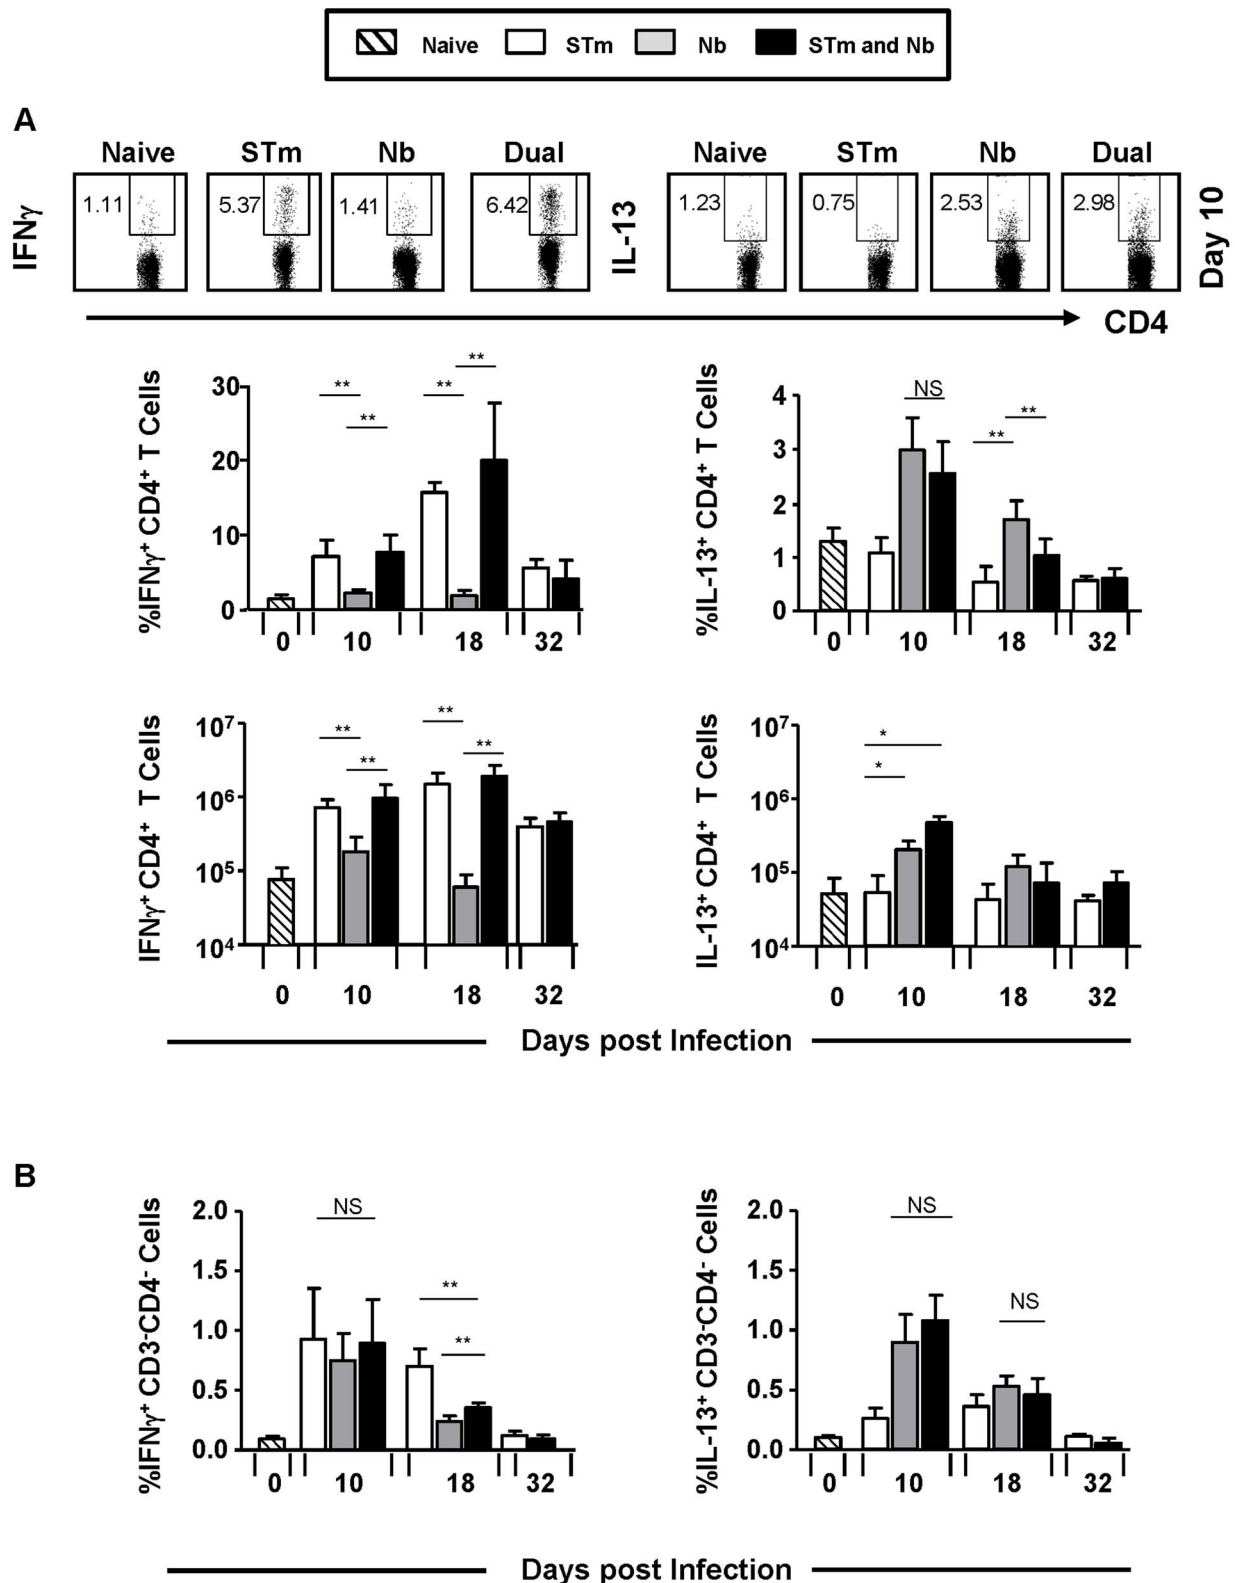 Naive STm Nb STm and Nb
A
Naive STm Nb Dual Naive STm Nb Dual
IFNγ
1.11 5.37 1.41 6.42
IL-13
1.23 0.75 2.53 2.98
Day 10
CD4
%IFNγ⁺ CD4⁺ T Cells
30
20
10
0
** ** ** **
0 10 18 32
%IL-13⁺ CD4⁺ T Cells
4
3
2
1
0
NS ** **
0 10 18 32
IFNγ⁺ CD4⁺ T Cells
10⁷
10⁶
10⁵
10⁴
** ** ** **
0 10 18 32
IL-13⁺ CD4⁺ T Cells
10⁷
10⁶
10⁵
10⁴
* *
0 10 18 32
Days post Infection
B
%IFNγ⁺ CD3⁻CD4⁻ Cells
2.0
1.5
1.0
0.5
0.0
NS ** **
0 10 18 32
%IL-13⁺ CD3⁻CD4⁻ Cells
2.0
1.5
1.0
0.5
0.0
NS NS
0 10 18 32
Days post Infection